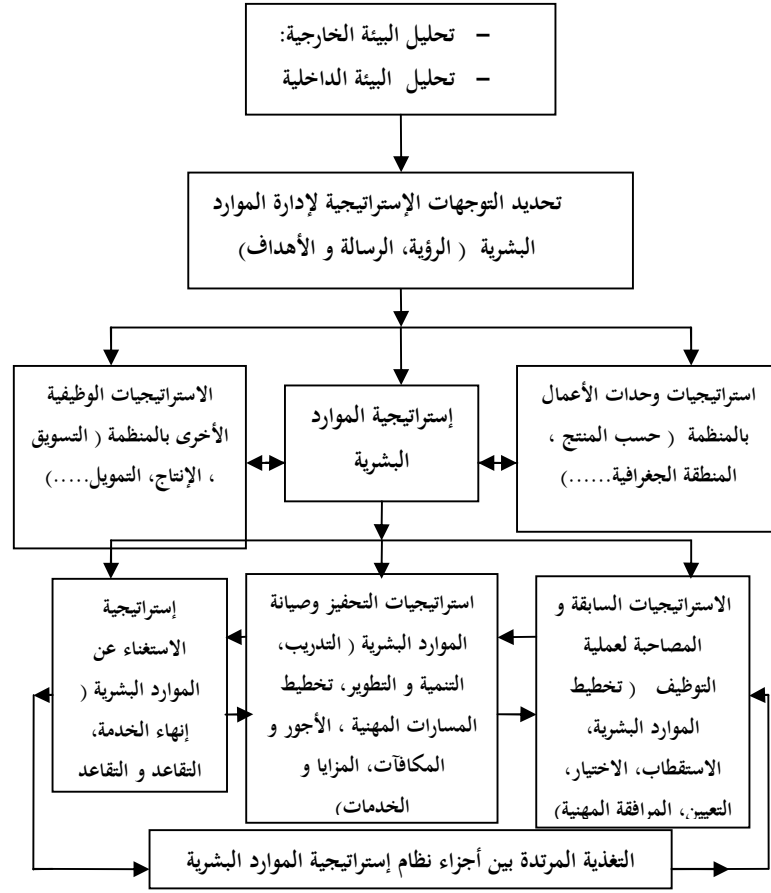 – تحليل البيئة الخارجية:
– تحليل البيئة الداخلية
تحديد التوجهات الإستراتيجية لإدارة الموارد
البشرية ( الرؤية، الرسالة و الأهداف)
استراتيجيات وحدات الأعمال
بالمنظمة ( حسب المنتج ،
المنطقة الجغرافية......)
إستراتيجية الموارد
البشرية
الاستراتيجيات الوظيفية
الأخرى بالمنظمة ( التسويق
، الإنتاج، التمويل.....)
الاستراتيجيات السابقة و
المصاحبة لعملية
التوظيف ( تخطيط
الموارد البشرية،
الاستقطاب، الاختيار،
التعيين، المرافقة المهنية)
استراتيجيات التحفيز وصيانة
الموارد البشرية ( التدريب،
التنمية و التطوير، تخطيط
المسارات المهنية ، الأجور و
المكافآت، المزايا و
الخدمات)
إستراتيجية
الاستغناء عن
الموارد البشرية (
إنهاء الخدمة،
التقاعد و التقاعد
التغذية المرتدة بين أجزاء نظام إستراتيجية الموارد البشرية